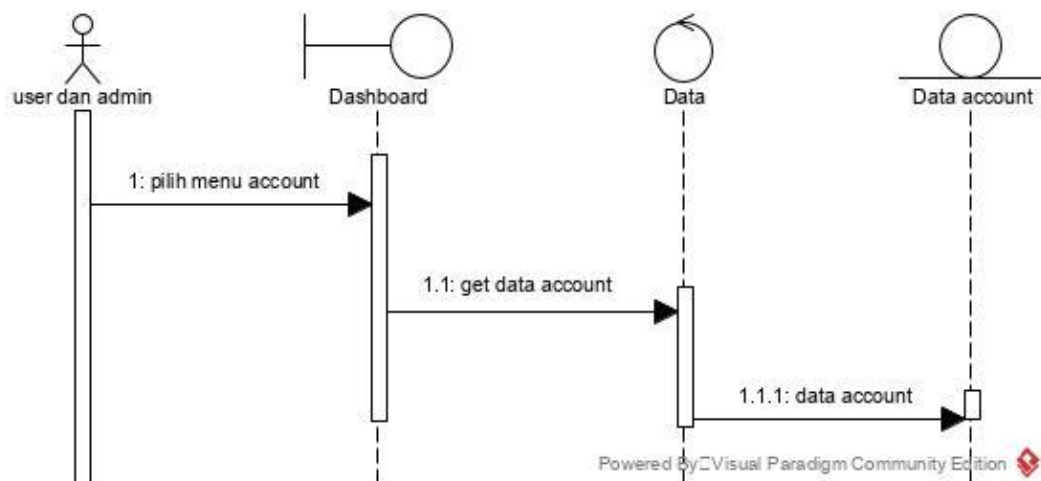 user dan admin
Dashboard
Data
Data account
1: pilih menu account
1.1: get data account
1.1.1: data account
Powered By□Visual Paradigm Community Edition